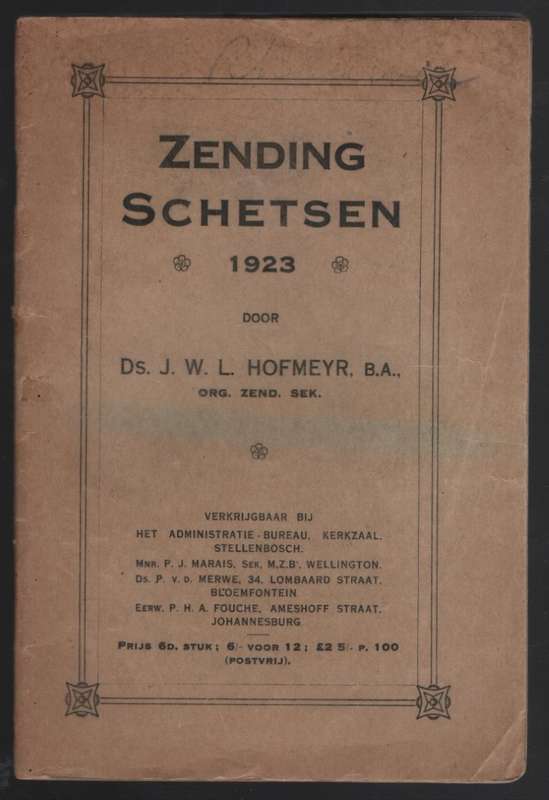 ZENDING
SCHETSEN
1923
DOOR
Ds. J. W. L. HOFMEYR, B.A.,
ORG. ZEND. SEK.
VERKRIJGBAAR BIJ
HET ADMINISTRATIE-BUREAU, KERKZAAL,
STELLENBOSCH.
MNR. P. J. MARAIS, SEK. M.Z.B., WELLINGTON.
DS. P. V. D. MERWE, 34, LOMBAARD STRAAT,
BLOEMFONTEIN
EERW. P. H. A. FOUCHE, AMESHOFF STRAAT,
JOHANNESBURG
PRIJS 6D. STUK; 6/- VOOR 12; £2 5/- P. 100
(POSTVRIJ).